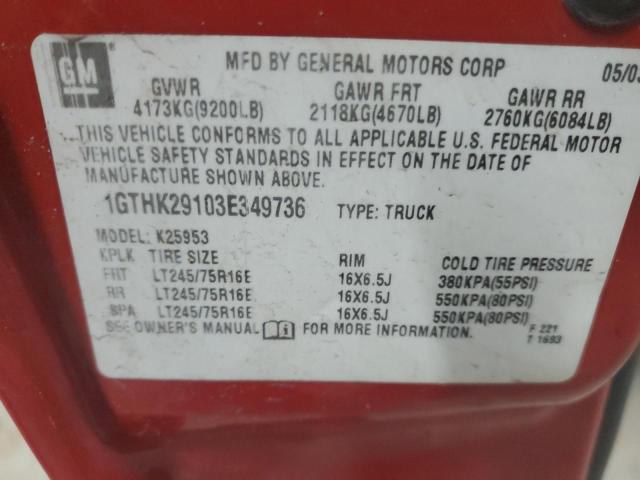 GM MFD BY GENERAL MOTORS CORP 05/03
GVWR GAWR FRT GAWR RR
4173KG(9200LB) 2118KG(4670LB) 2760KG(6084LB)
THIS VEHICLE CONFORMS TO ALL APPLICABLE U.S. FEDERAL MOTOR
VEHICLE SAFETY STANDARDS IN EFFECT ON THE DATE OF
MANUFACTURE SHOWN ABOVE.
1GTHK29103E349736 TYPE: TRUCK
MODEL: K25953
KPLK TIRE SIZE RIM COLD TIRE PRESSURE
FRT LT245/75R16E 16X6.5J 380KPA(55PSI)
RR LT245/75R16E 16X6.5J 550KPA(80PSI)
SPA LT245/75R16E 16X6.5J 550KPA(80PSI)
SEE OWNER'S MANUAL FOR MORE INFORMATION. F 221
T 1693